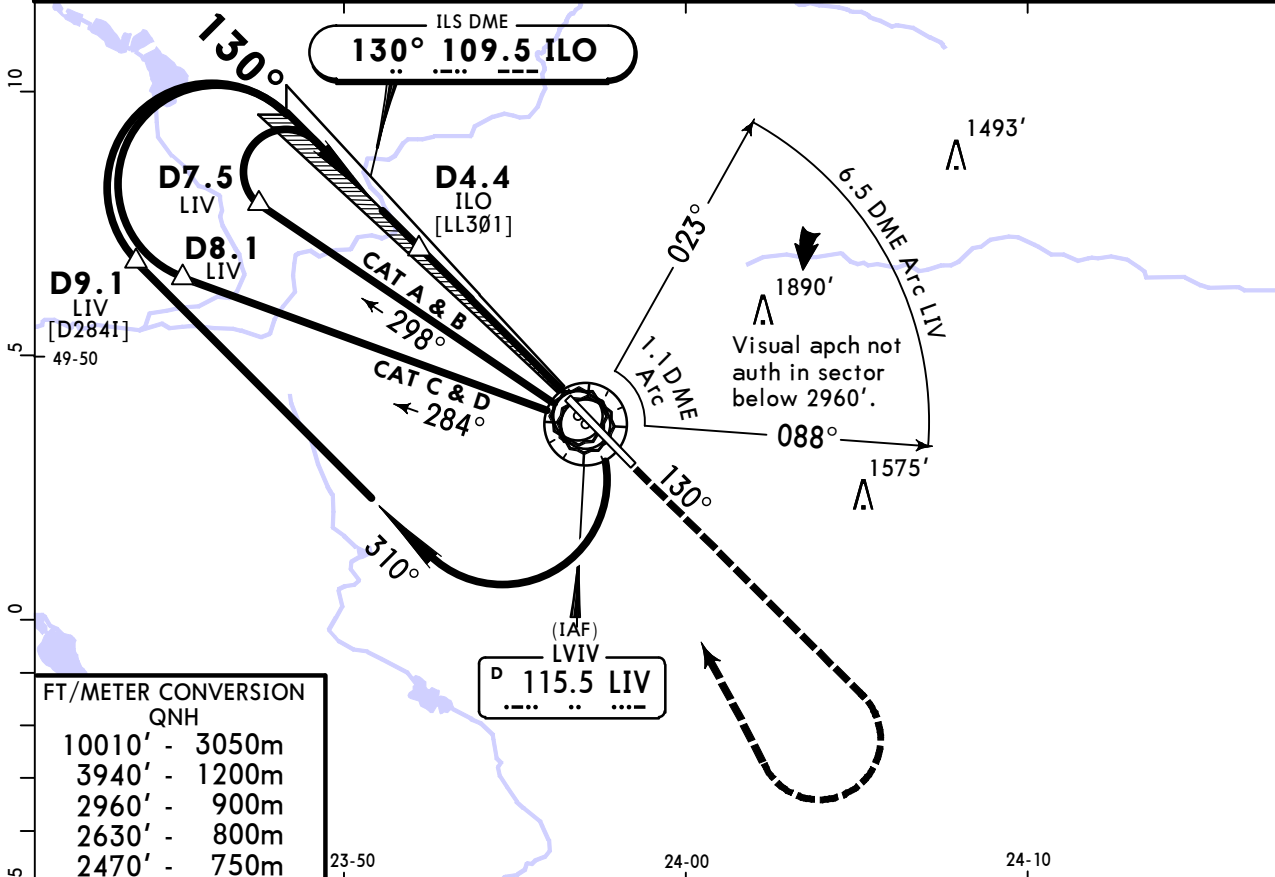 ILS DME
130° 109.5 ILO
130°
10
5
0
5
D7.5
LIV
D4.4
ILO
[LL3Ø1]
D8.1
LIV
D9.1
LIV
[D284I]
49-50
CAT A & B
298°
CAT C & D
284°
310°
130°
023°
088°
6.5 DME Arc LIV
1.1 DME
Arc
1493'
1890'
1575'
Visual apch not
auth in sector
below 2960'.
(IAF)
LVIV
D 115.5 LIV
FT/METER CONVERSION
QNH
10010' - 3050m
3940' - 1200m
2960' - 900m
2630' - 800m
2470' - 750m
23-50
24-00
24-10